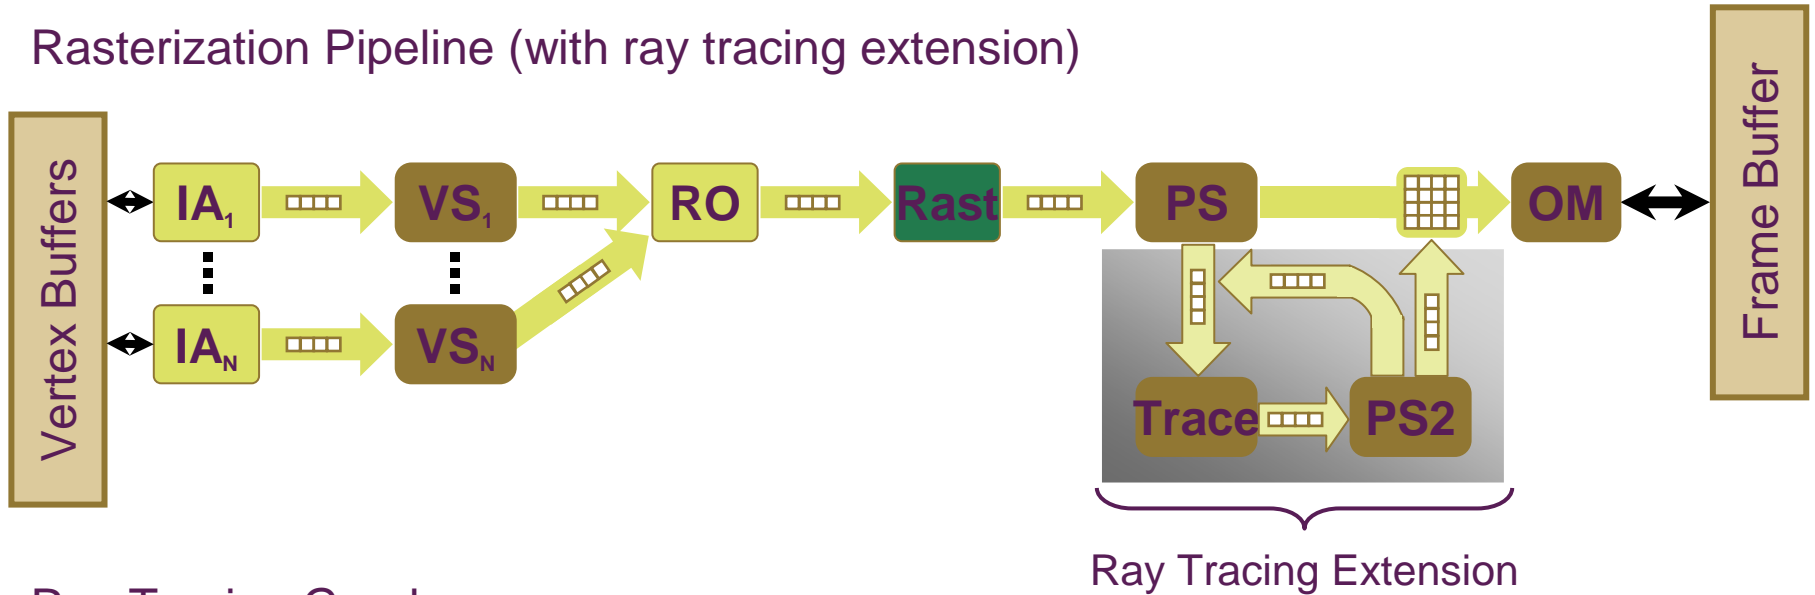 Rasterization Pipeline (with ray tracing extension)
Vertex Buffers
IA1
VS1
RO
Rast
PS
OM
Frame Buffer
IAN
VSN
Trace
PS2
Ray Tracing Extension